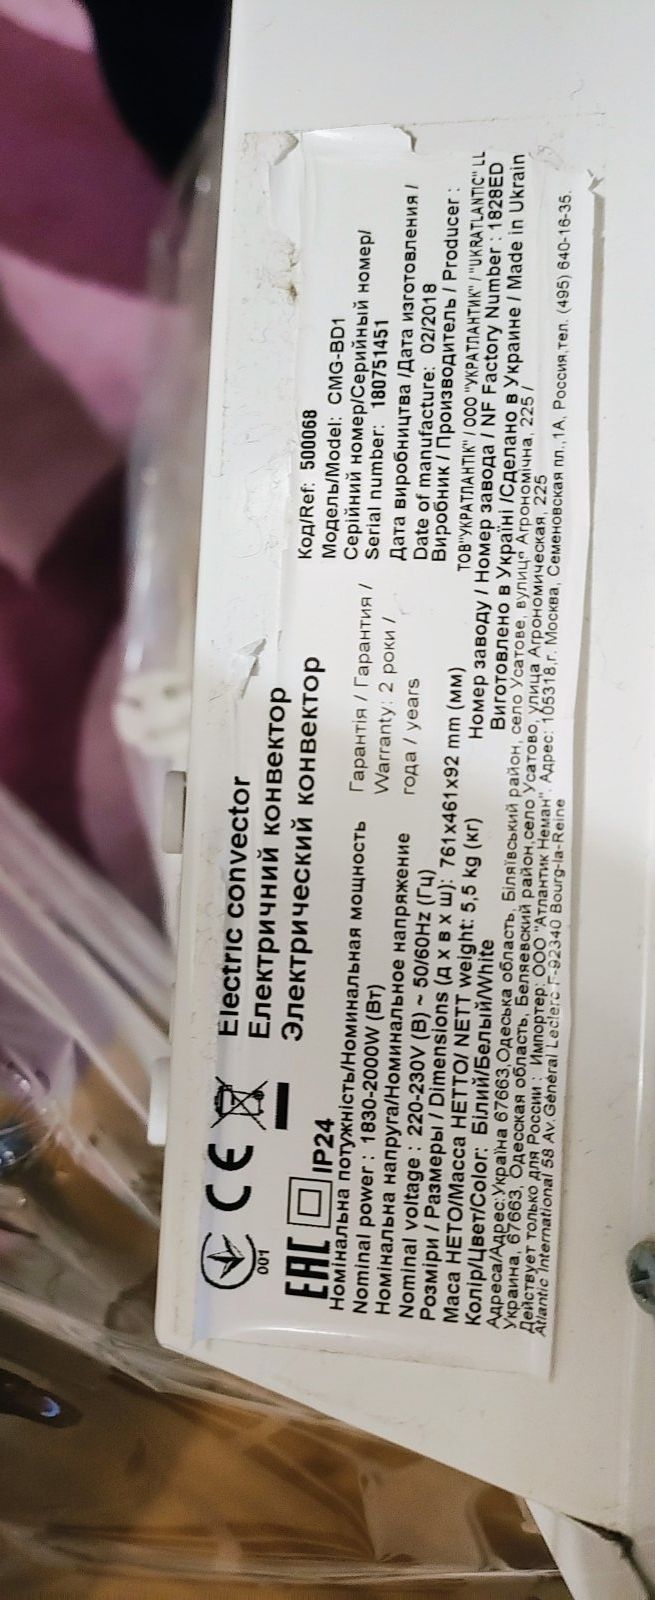 001
CE
EAC
IP24
Electric convector
Електричний конвектор
Электрический конвектор
Номінальна потужність/Номинальная мощность
Nominal power : 1830-2000W (Вт)
Номінальна напруга/Номинальное напряжение
Nominal voltage : 220-230V (В) ~ 50/60Hz (Гц)
Розміри / Размеры / Dimensions (д х в х ш): 761x461x92 mm (мм)
Маса НЕТО/Масса НЕТТО/ NETT weight: 5,5 kg (кг)
Колір/Цвет/Color: Білий/Белый/White
Гарантія / Гарантия /
Warranty: 2 роки /
года / years
Код/Ref: 500068
Модель/Model: CMG-BD1
Серійний номер/Серийный номер/
Serial number: 180751451
Дата виробництва /Дата изготовления /
Date of manufacture: 02/2018
Виробник / Производитель / Producer :
ТОВ"УКРАТЛАНТІК" / ООО "УКРАТЛАНТИК" / "UKRATLANTIC" LL
Номер заводу / Номер завода / NF Factory Number : 1828ED
Виготовлено в Україні /Сделано в Украине / Made in Ukrain
Адреса/Адрес:Україна 67663,Одеська область, Біляївський район, село Усатове, вулиця Агрономічна, 225 /
Украина, 67663, Одесская область, Беляевский район,село Усатово, улица Агрономическая, 225
Действует только для России : Импортер: ООО "Атлантик Неман". Адрес: 105318,г. Москва, Семеновская пл.,1А, Россия,тел. (495) 640-16-35.
Atlantic International 58 Av. Général Leclerc F-92340 Bourg-la-Reine